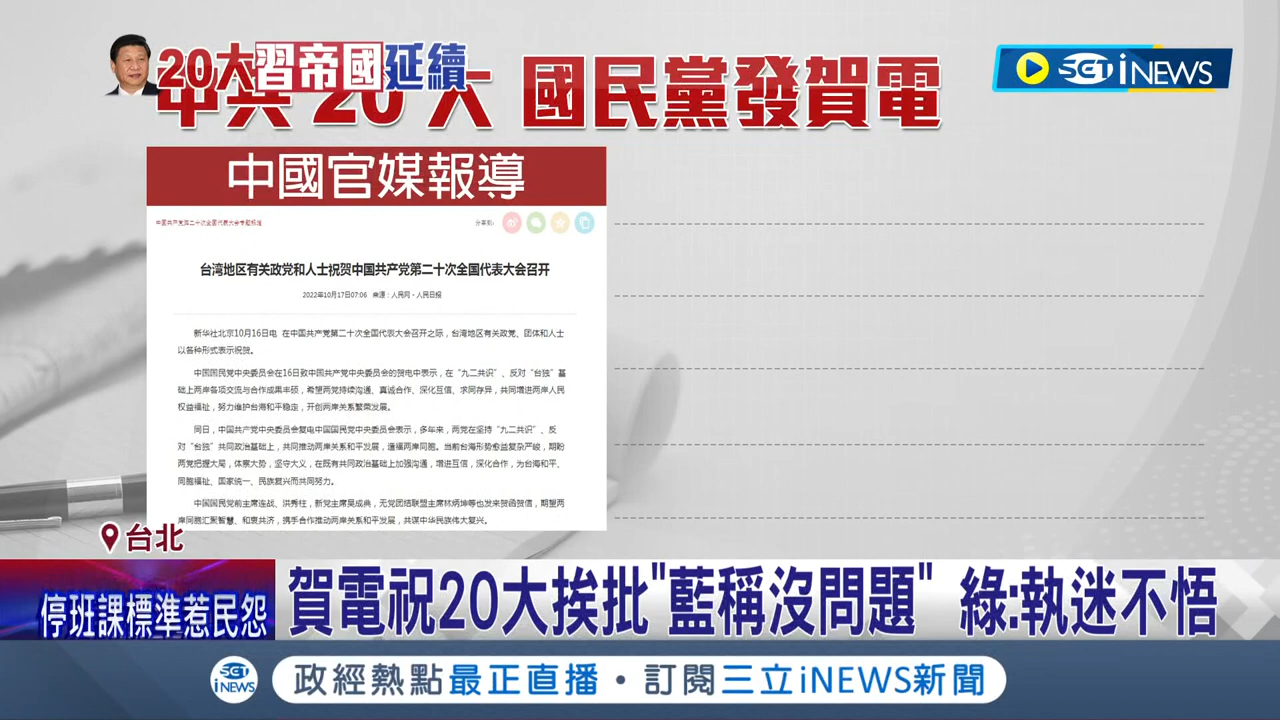 20大習帝國延續
中共 20 大 國民黨發賀電
SET iNEWS
中國官媒報導
中国共产党第二十次全国代表大会专题报道
分享到:
台湾地区有关政党和人士祝贺中国共产党第二十次全国代表大会召开
2022年10月17日07:06 来源：人民网－人民日报
新华社北京10月16日电 在中国共产党第二十次全国代表大会召开之际，台湾地区有关政党、团体和人士
以各种形式表示祝贺。
中国国民党中央委员会在16日致中国共产党中央委员会的贺电中表示，在“九二共识”、反对“台独”基
础上两岸各项交流与合作成果丰硕，希望两党持续沟通、真诚合作、深化互信、求同存异，共同增进两岸人民
权益福祉，努力维护台海和平稳定，开创两岸关系繁荣发展。
同日，中国共产党中央委员会复电中国国民党中央委员会表示，多年来，两党在坚持“九二共识”、反
对“台独”共同政治基础上，共同推动两岸关系和平发展，造福两岸同胞。当前台海形势愈益复杂严峻，期盼
两党把握大局，体察大势，坚守大义，在既有共同政治基础上加强沟通，增进互信，深化合作，为台海和平、
同胞福祉、国家统一、民族复兴而共同努力。
中国国民党前主席连战、洪秀柱，新党主席吴成典，无党团结联盟主席林炳坤等也发来贺函贺信，期望两
岸同胞汇聚智慧、和衷共济，携手合作推动两岸关系和平发展，共谋中华民族伟大复兴。
台北
停班課標準惹民怨
賀電祝20大挨批"藍稱沒問題" 綠:執迷不悟
SET iNEWS
政經熱點最正直播・訂閱三立iNEWS新聞